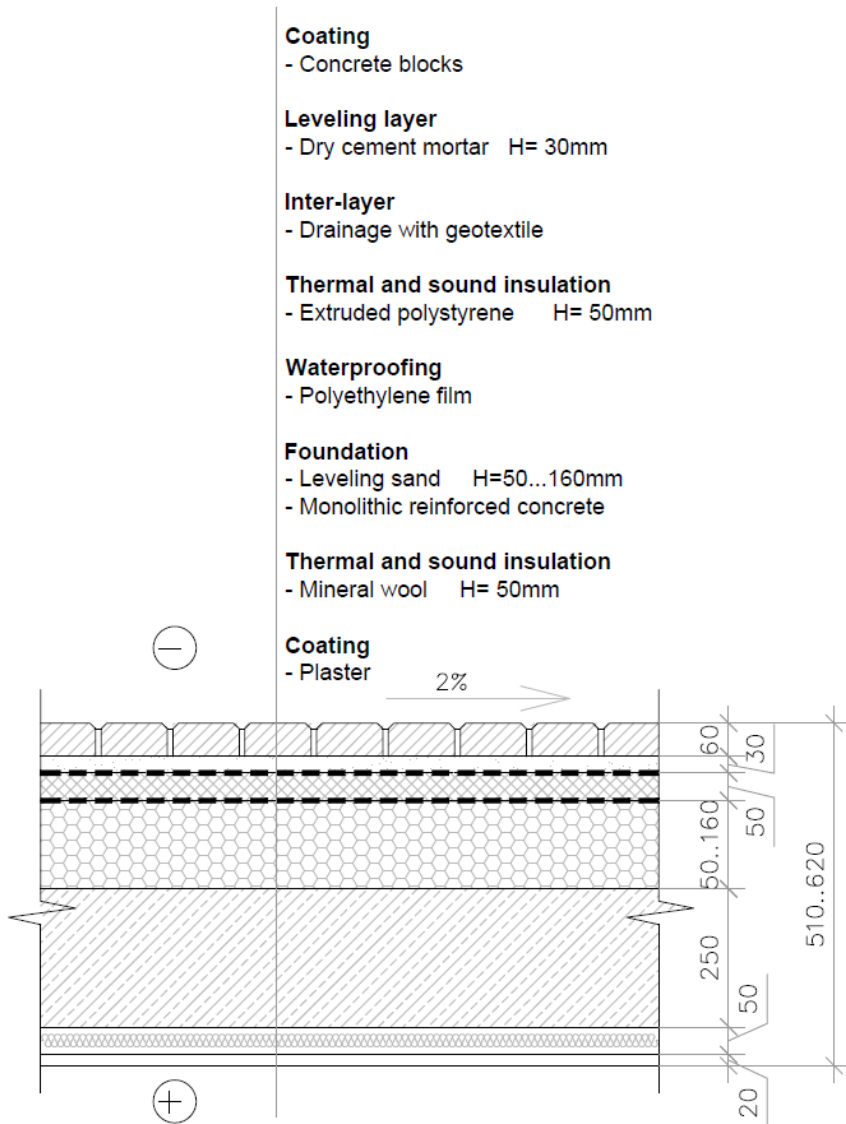 Coating
- Concrete blocks
Leveling layer
- Dry cement mortar H= 30mm
Inter-layer
- Drainage with geotextile
Thermal and sound insulation
- Extruded polystyrene H= 50mm
Waterproofing
- Polyethylene film
Foundation
- Leveling sand H=50...160mm
- Monolithic reinforced concrete
Thermal and sound insulation
- Mineral wool H= 50mm
Coating
- Plaster
2%
60
30
50
50..160
510..620
250
50
20